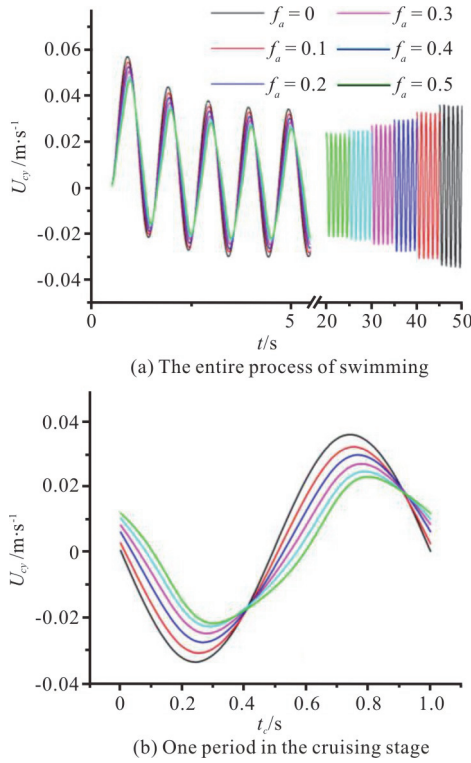 f_a = 0
f_a = 0.3
f_a = 0.1
f_a = 0.4
f_a = 0.2
f_a = 0.5
0.06
0.04
0.02
0
-0.02
-0.04
U_cy /m·s⁻¹
0
5
20
30
40
50
t/s
(a) The entire process of swimming
0.04
0.02
0
-0.02
-0.04
U_cy /m·s⁻¹
0
0.2
0.4
0.6
0.8
1.0
t_c/s
(b) One period in the cruising stage